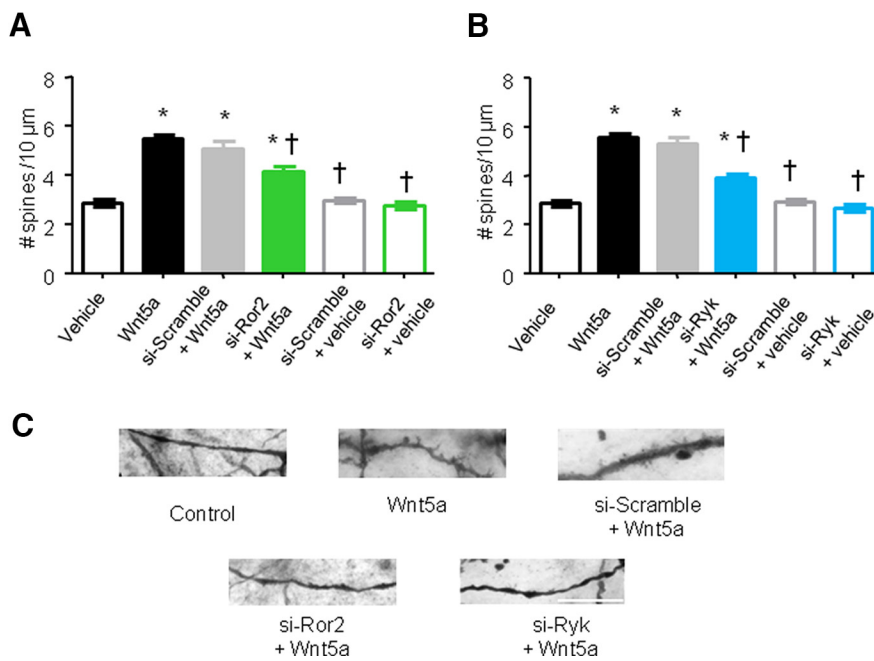 A
# spines/10 µm
8
6
4
2
0
*
*
* †
†
†
Vehicle
Wnt5a
si-Scramble
+ Wnt5a
si-Ror2
+ Wnt5a
si-Scramble
+ vehicle
si-Ror2
+ vehicle
B
# spines/10 µm
8
6
4
2
0
*
*
* †
†
†
Vehicle
Wnt5a
si-Scramble
+ Wnt5a
si-Ryk
+ Wnt5a
si-Scramble
+ vehicle
si-Ryk
+ vehicle
C
Control
Wnt5a
si-Scramble
+ Wnt5a
si-Ror2
+ Wnt5a
si-Ryk
+ Wnt5a